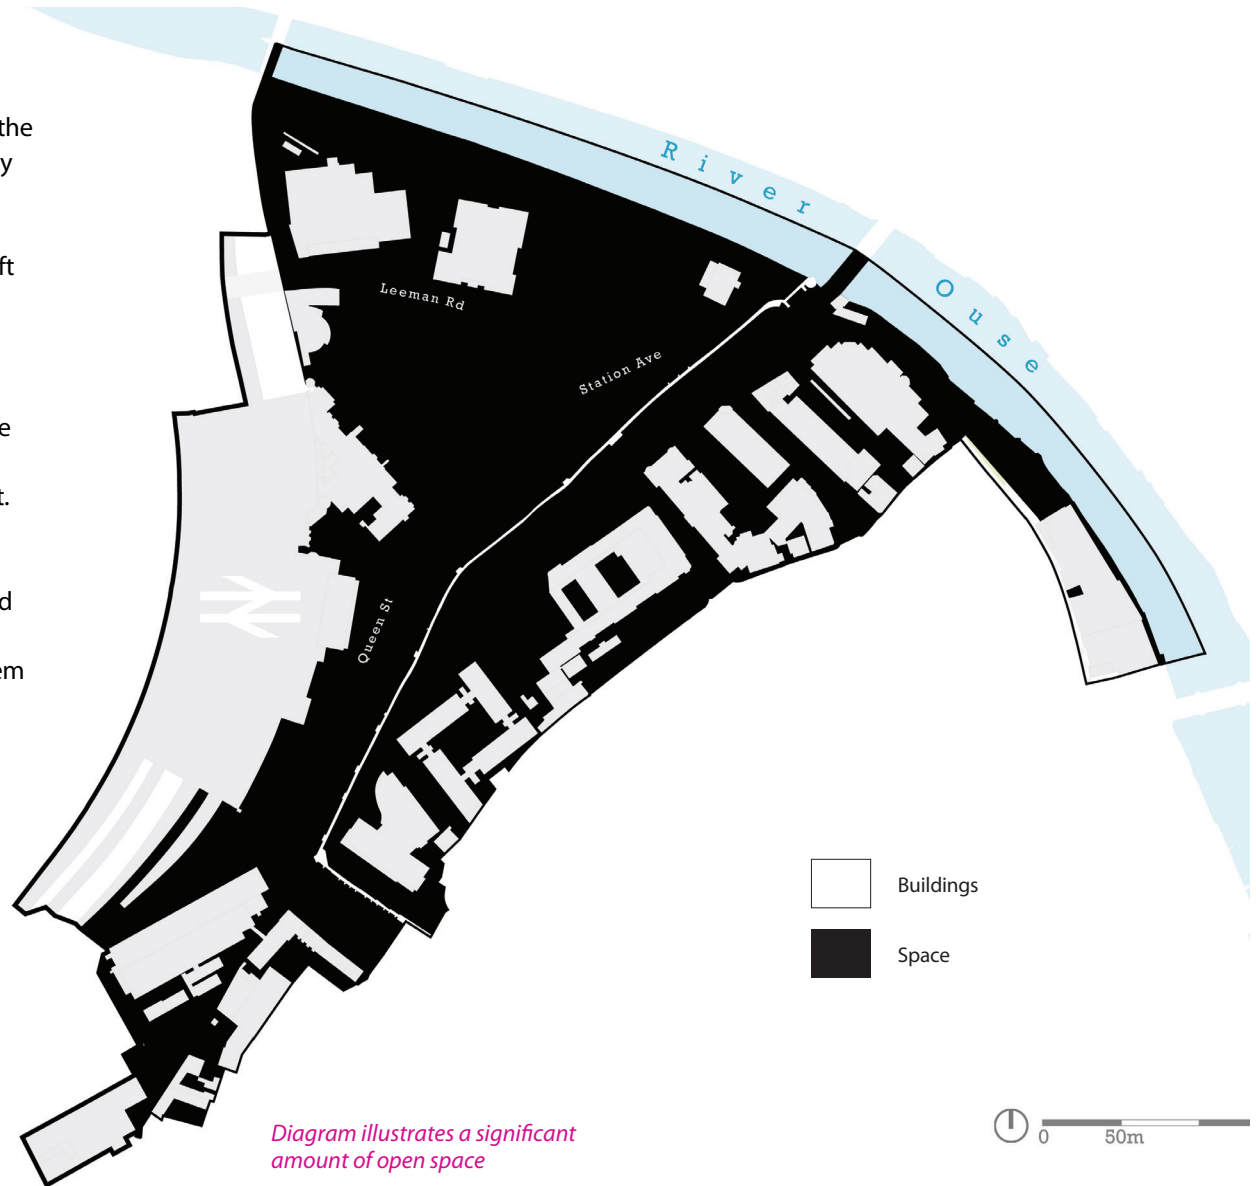 the
y
ft
e
t.
d
em
River
Ouse
Leeman Rd
Station Ave
Queen St
Buildings
Space
Diagram illustrates a significant
amount of open space
0 50m